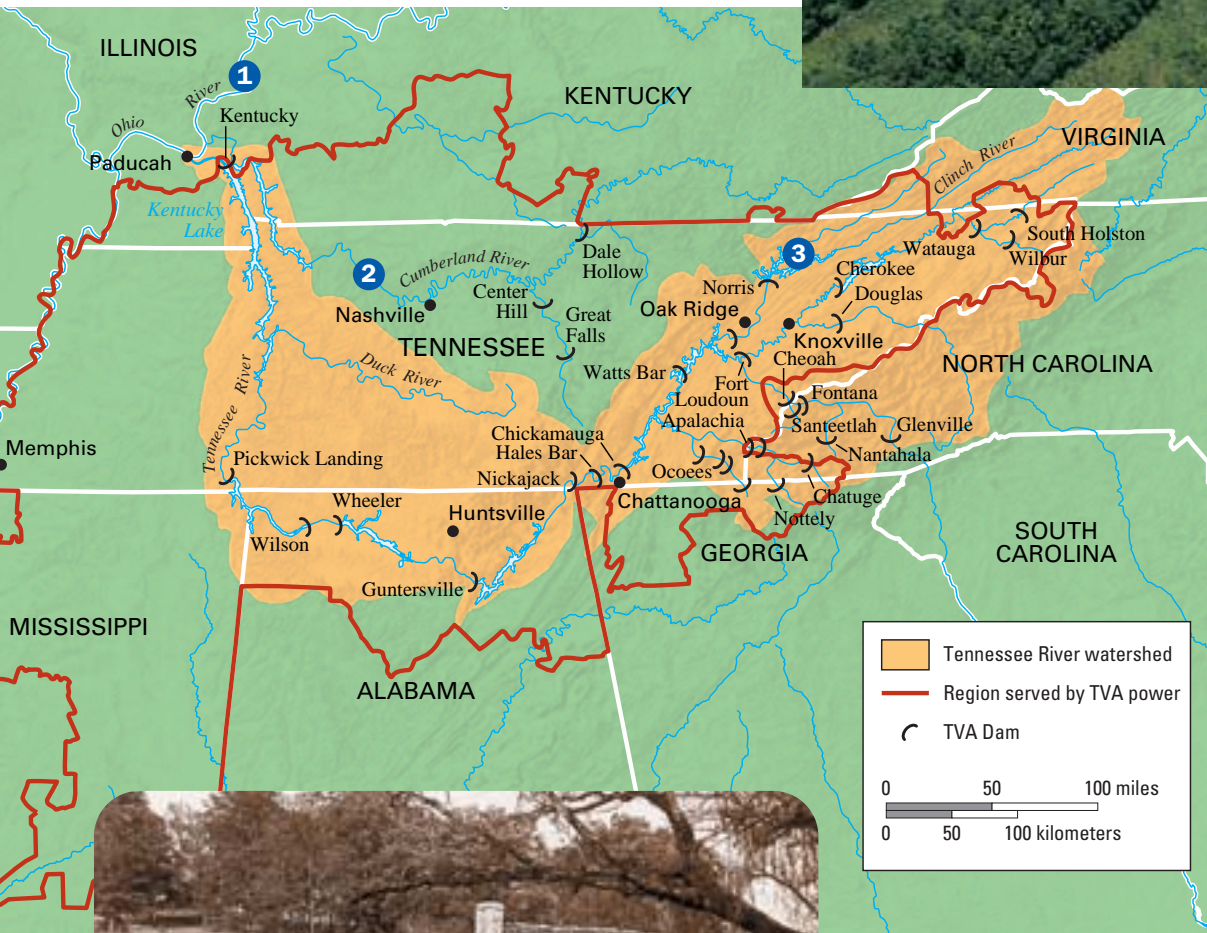 ILLINOIS
1
River
Ohio
Kentucky
KENTUCKY
VIRGINIA
Paducah
Clinch River
Kentucky
Lake
Dale
Hollow
South Holston
Watauga
Wilbur
2
Cumberland River
3
Cherokee
Norris
Douglas
Center
Hill
Nashville
Great
Falls
Oak Ridge
Knoxville
TENNESSEE
Cheoah
NORTH CAROLINA
Duck River
Watts Bar
Fort
Loudoun
Fontana
Tennessee River
Apalachia
Santeetlah
Glenville
Memphis
Chickamauga
Hales Bar
Pickwick Landing
Nickajack
Ocoees
Nantahala
Chattanooga
Chatuge
Wheeler
Huntsville
Nottely
Wilson
GEORGIA
SOUTH
CAROLINA
Guntersville
MISSISSIPPI
ALABAMA
Tennessee River watershed
Region served by TVA power
TVA Dam
0 50 100 miles
0 50 100 kilometers